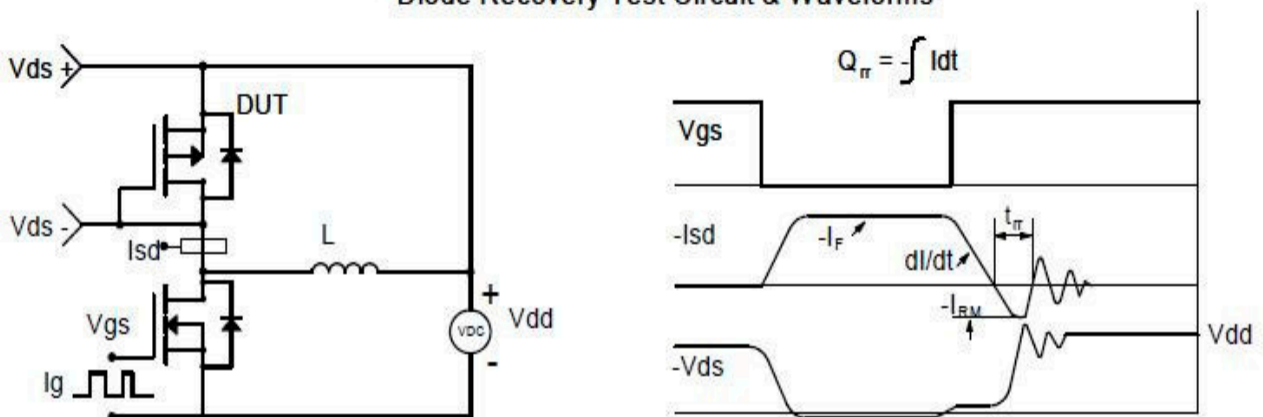 Diode Recovery Test Circuit & Waveforms
Vds +
DUT
Vds -
Isd
L
Vgs
Ig
+
VDC
-
Vdd
Qrr = -∫ Idt
Vgs
trr
-Isd
-IF
dI/dt
-IRM
Vdd
-Vds